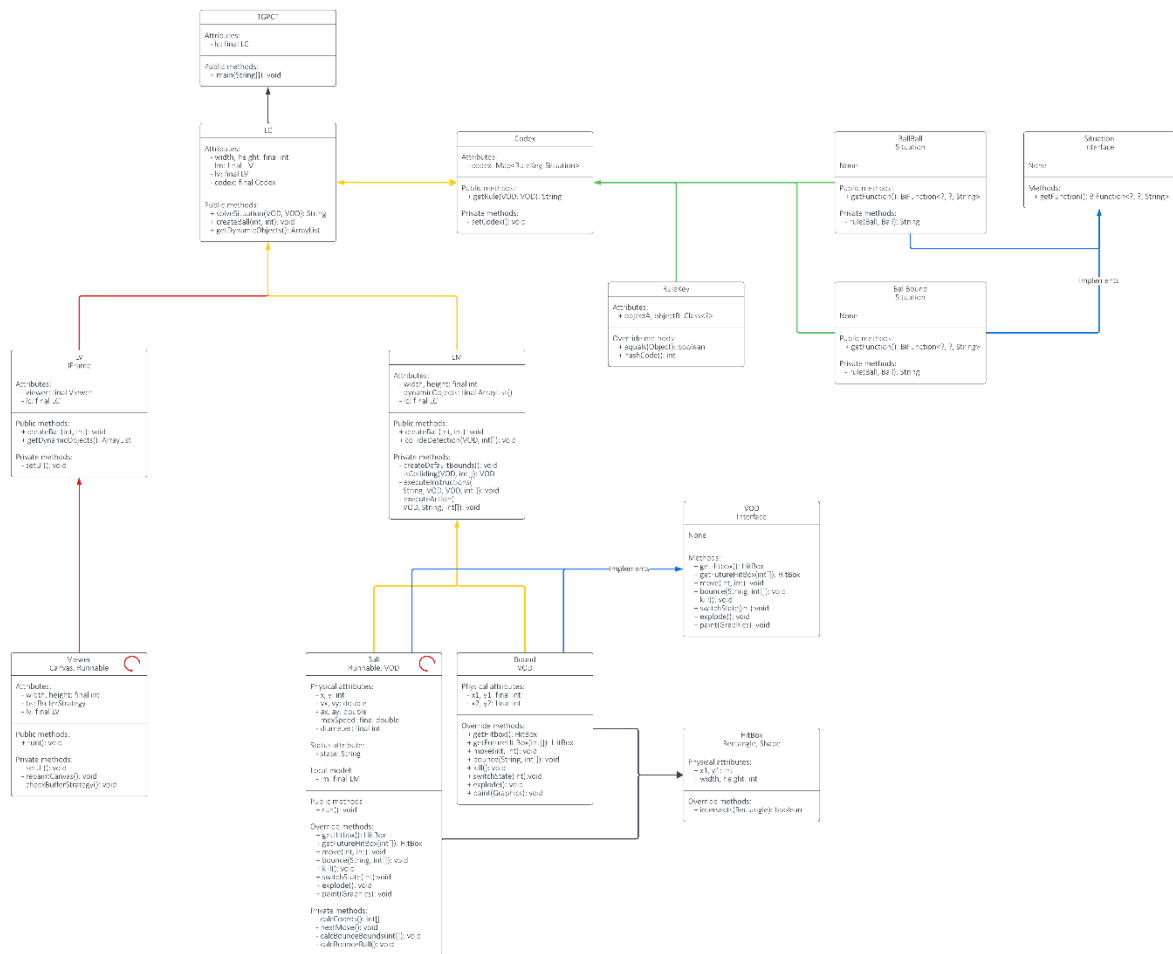 TGPCT
Attributes:
- lc: final LC
Public methods:
+ main(String[]): void
LC
Attributes:
- width, height: final int
- lm: final LM
- lv: final LV
- codex: final Codex
Public methods:
+ solveSituation(VOD, VOD): String
+ createBall(int, int): void
+ getDynamicObjects(): ArrayList
Codex
Attributes:
- codex: Map<RuleKey, Situation>
Public methods:
+ getRule(VOD, VOD): String
Private methods:
- setCodex(): void
BallBall
Situation
None
Public methods:
+ getFunction(): BiFunction<?, ?, String>
Private methods:
- rule(Ball, Ball): String
Situation
Interface
None
Methods:
+ getFunction(): BiFunction<?, ?, String>
Implements
RuleKey
Attributes:
+ objectA, objectB: Class<?>
Override methods:
+ equals(Object): boolean
+ hashCode(): int
BallBound
Situation
None
Public methods:
+ getFunction(): BiFunction<?, ?, String>
Private methods:
- rule(Ball, Ball): String
LV
JFrame
Attributes:
- viewer: final Viewer
- lc: final LC
Public methods:
+ createBall(int, int): void
+ getDynamicObjects(): ArrayList
Private methods:
- setUI(): void
LM
Attributes:
- width, height: final int
- dynamicObjects: final ArrayList()
- lc: final LC
Public methods:
+ createBall(int, int): void
+ collideDetection(VOD, int[]): void
Private methods:
- createDefaultBounds(): void
- isColliding(VOD, int[]): VOD
- executeInstructions(
String, VOD, VOD, int[]): void
- executeAction(
VOD, String, int[]): void
VOD
Interface
None
Methods:
+ getHitbox(): HitBox
+ getFutureHitBox(int[]): HitBox
+ move(int, int): void
+ bounce(String, int[]): void
+ kill(): void
+ switchState(int):void
+ explode(): void
+ paint(Graphics): void
Implements
Viewer
Canvas, Runnable
Attributes:
- width, height: final int
- bs: BufferStrategy
- lv: final LV
Public methods:
+ run(): void
Private methods:
- setUI(): void
- repaintCanvas(): void
- checkBufferStrategy(): void
Ball
Runnable, VOD
Physical attributes:
- x, y: int
- vx, vy: double
- ax, ay: double
- maxSpeed: final double
- diameter: final int
Status attribute:
- state: String
Local model:
- lm: final LM
Public methods
+ run(): void
Override methods:
+ getHitbox(): HitBox
+ getFutureHitBox(int[]): HitBox
+ move(int, int): void
+ bounce(String, int[]): void
+ kill(): void
+ switchState(int):void
+ explode(): void
+ paint(Graphics): void
Private methods:
- calcCoords(): int[]
- nextMove(): void
- calcBounceBounds(int[]): void
- calcBounceBall(): void
Bound
VOD
Physical attributes:
- x1, y1: final int
- x2, y2: final int
Override methods:
+ getHitbox(): HitBox
+ getFutureHitBox(int[]): HitBox
+ move(int, int): void
+ bounce(String, int[]): void
+ kill(): void
+ switchState(int):void
+ explode(): void
+ paint(Graphics): void
HitBox
Rectangle, Shape
Physical attributes:
- x1, y1: int
- width, height: int
Override methods:
+ intersects(Rectangle): boolean